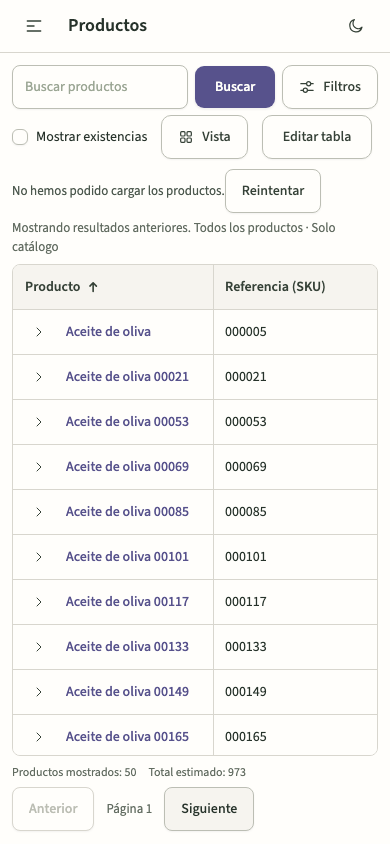 Productos
Buscar productos
Buscar
Filtros
Mostrar existencias
Vista
Editar tabla
No hemos podido cargar los productos.
Reintentar
Mostrando resultados anteriores. Todos los productos · Solo
catálogo
Producto ↑ Referencia (SKU)
Aceite de oliva 000005
Aceite de oliva 00021 000021
Aceite de oliva 00053 000053
Aceite de oliva 00069 000069
Aceite de oliva 00085 000085
Aceite de oliva 00101 000101
Aceite de oliva 00117 000117
Aceite de oliva 00133 000133
Aceite de oliva 00149 000149
Aceite de oliva 00165 000165
Productos mostrados: 50 Total estimado: 973
Anterior
Página 1
Siguiente